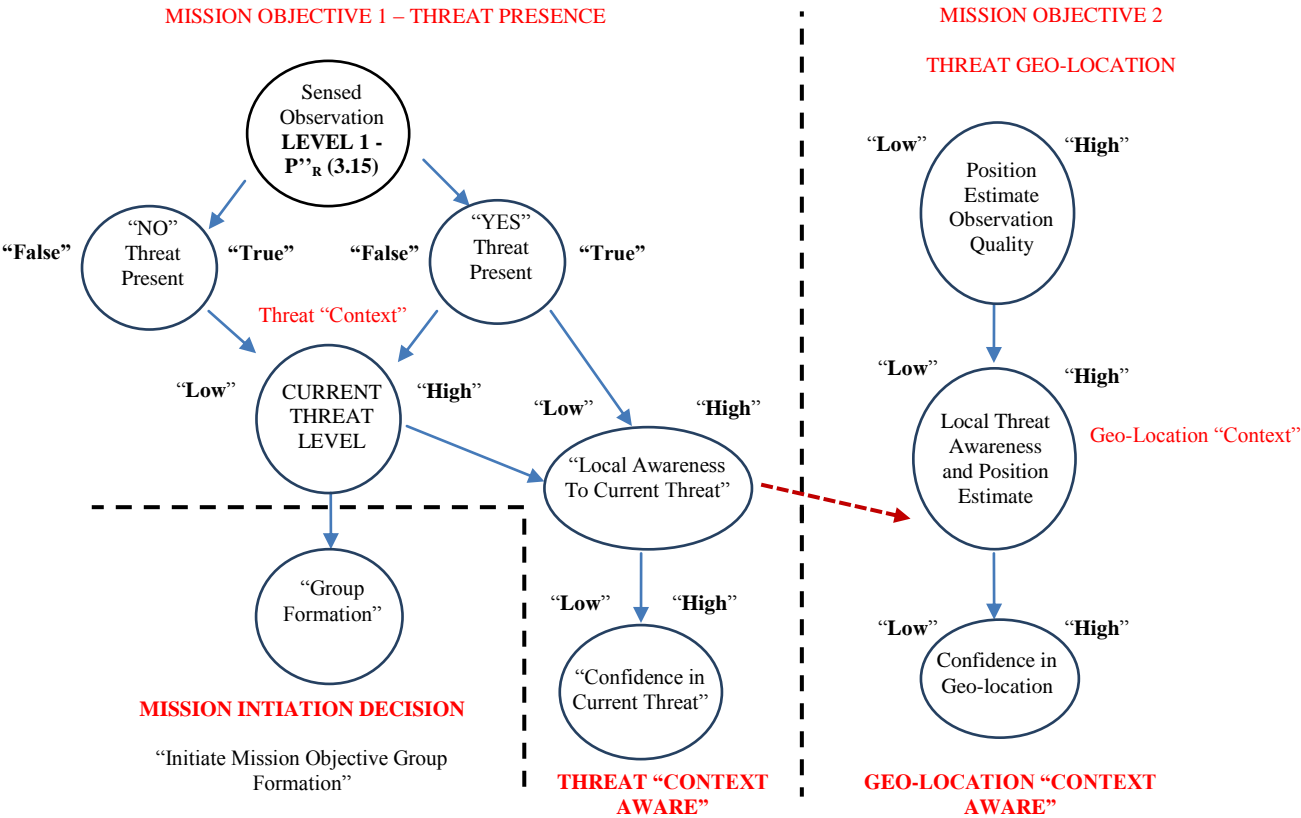 MISSION OBJECTIVE 1 – THREAT PRESENCE
Sensed
Observation
LEVEL 1 -
P’’R (3.15)
“NO”
Threat
Present
“False”
“True”
“YES”
Threat
Present
“False”
“True”
Threat “Context”
CURRENT
THREAT
LEVEL
“Low”
“High”
“Low”
“High”
“Local Awareness
To Current Threat”
“Group
Formation”
MISSION INTIATION DECISION
“Initiate Mission Objective Group
Formation”
“Low”
“High”
“Confidence in
Current Threat”
THREAT “CONTEXT
AWARE”
MISSION OBJECTIVE 2
THREAT GEO-LOCATION
“Low”
“High”
Position
Estimate
Observation
Quality
“Low”
“High”
Local Threat
Awareness
and Position
Estimate
Geo-Location “Context”
“Low”
“High”
Confidence in
Geo-location
GEO-LOCATION “CONTEXT
AWARE”